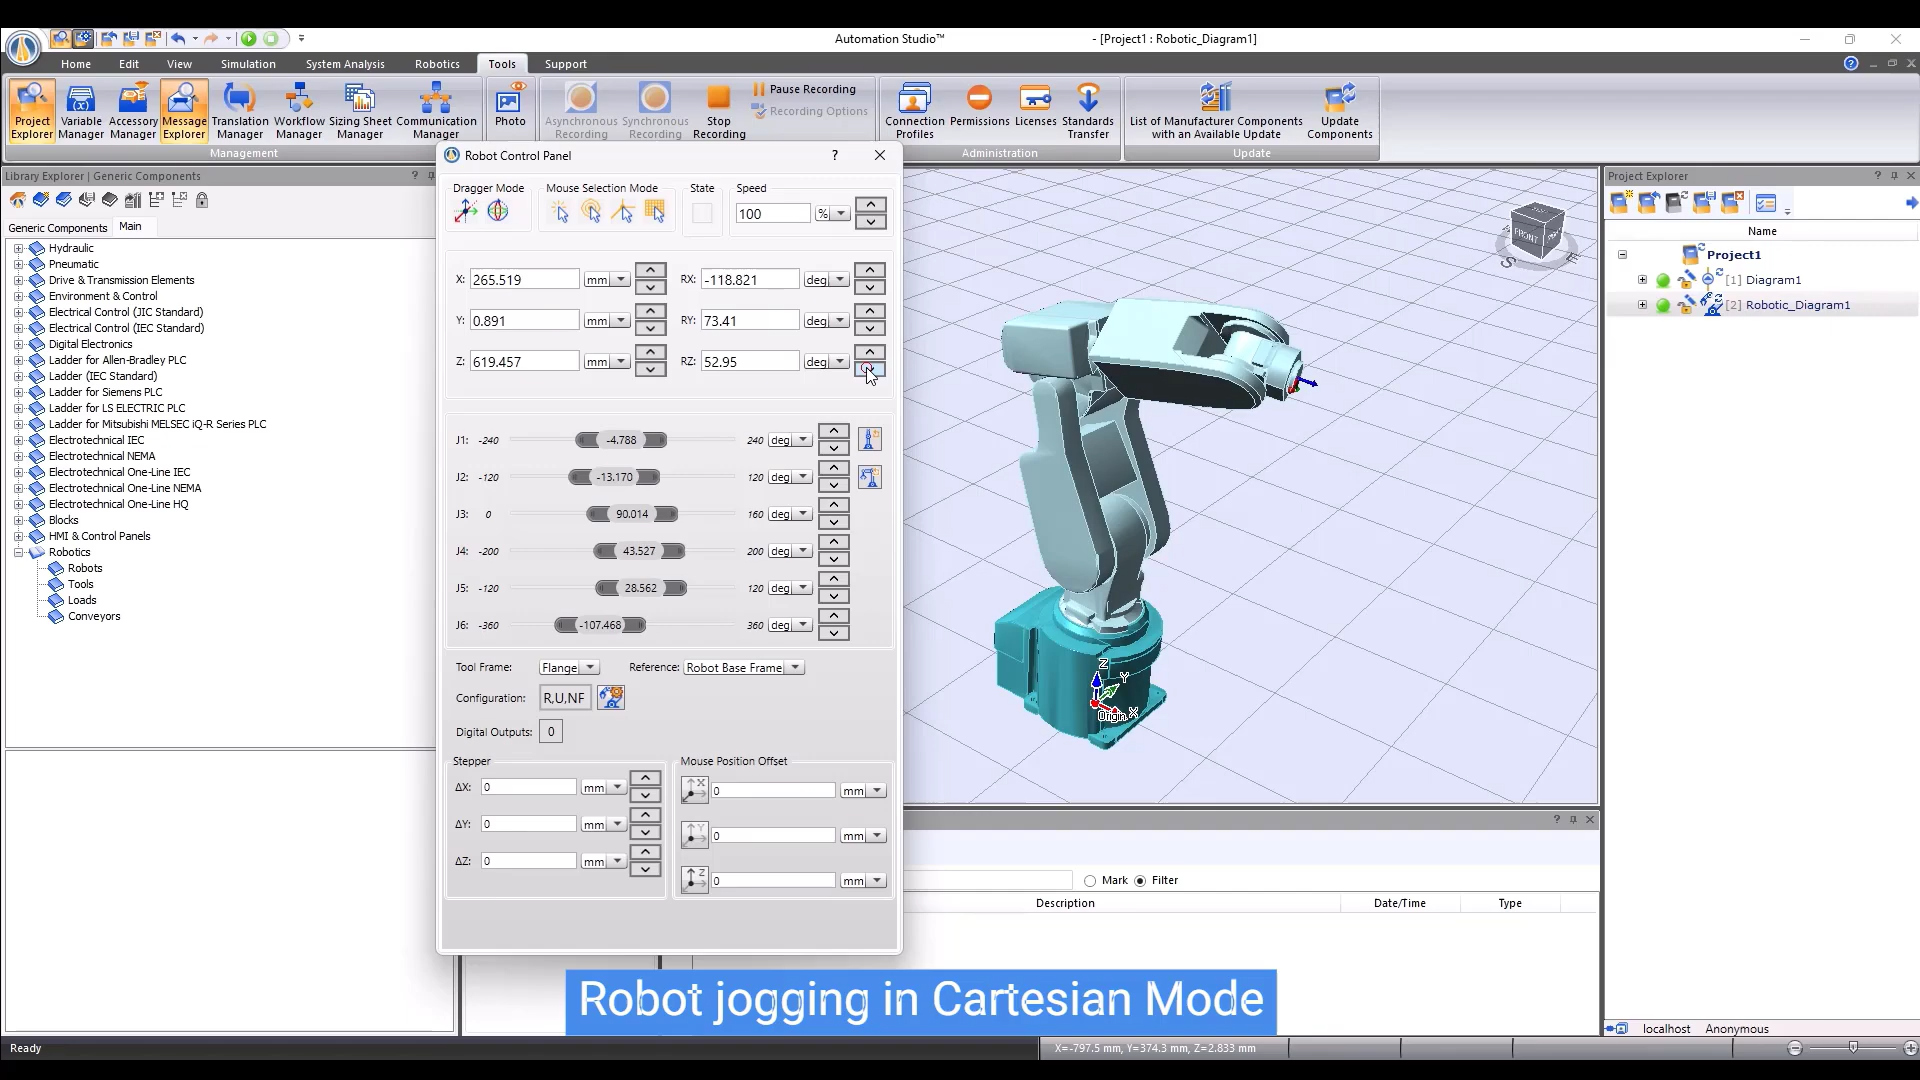 Automation Studio™ - [Project1 : Robotic_Diagram1]
Home Edit View Simulation System Analysis Robotics Tools Support
Project Explorer
Variable Manager
Accessory Manager
Message Explorer
Translation Manager
Workflow Manager
Sizing Sheet Manager
Communication Manager
Management
Photo
Asynchronous Recording
Synchronous Recording
Stop Recording
Pause Recording
Recording Options
Connection Profiles
Permissions
Licenses
Standards Transfer
Administration
List of Manufacturer Components with an Available Update
Update Components
Update
Library Explorer | Generic Components
Generic Components Main
Hydraulic
Pneumatic
Drive & Transmission Elements
Environment & Control
Electrical Control (JIC Standard)
Electrical Control (IEC Standard)
Digital Electronics
Ladder for Allen-Bradley PLC
Ladder (IEC Standard)
Ladder for Siemens PLC
Ladder for LS ELECTRIC PLC
Ladder for Mitsubishi MELSEC iQ-R Series PLC
Electrotechnical IEC
Electrotechnical NEMA
Electrotechnical One-Line IEC
Electrotechnical One-Line NEMA
Electrotechnical One-Line HQ
Blocks
HMI & Control Panels
Robotics
Robots
Tools
Loads
Conveyors
Robot Control Panel ?
Dragger Mode Mouse Selection Mode State Speed
100 %
X: 265.519 mm RX: -118.821 deg
Y: 0.891 mm RY: 73.41 deg
Z: 619.457 mm RZ: 52.95 deg
J1: -240 -4.788 240 deg
J2: -120 -13.170 120 deg
J3: 0 90.014 160 deg
J4: -200 43.527 200 deg
J5: -120 28.562 120 deg
J6: -360 -107.468 360 deg
Tool Frame: Flange Reference: Robot Base Frame
Configuration: R,U,NF
Digital Outputs: 0
Stepper Mouse Position Offset
ΔX: 0 mm X 0 mm
ΔY: 0 mm Y 0 mm
ΔZ: 0 mm Z 0 mm
FRONT
S E
Z
Y
Origin X
Project Explorer
Name
Project1
[1] Diagram1
[2] Robotic_Diagram1
Mark Filter
Description Date/Time Type
Robot jogging in Cartesian Mode
localhost Anonymous
Ready X=-797.5 mm, Y=374.3 mm, Z=2.833 mm